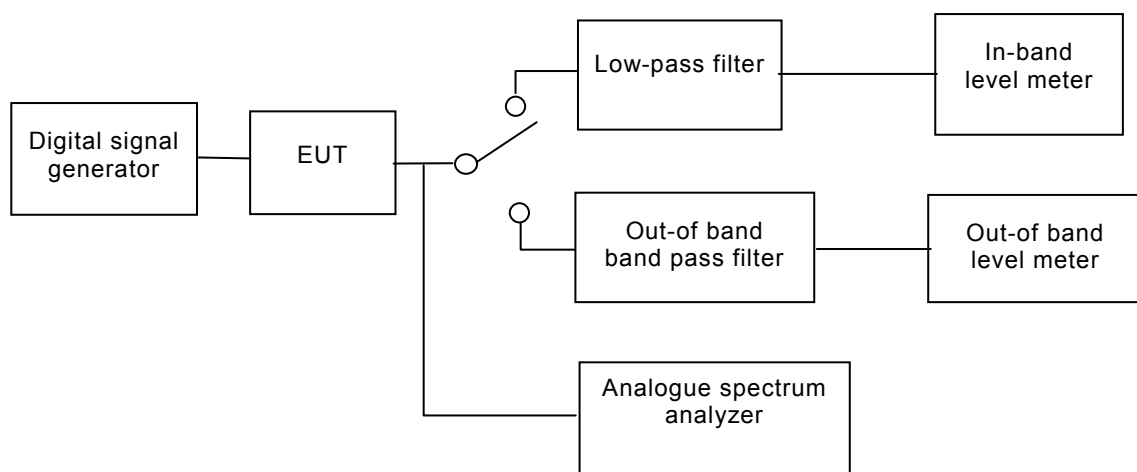 Digital signal
generator
EUT
Low-pass filter
In-band
level meter
Out-of band
band pass filter
Out-of band
level meter
Analogue spectrum
analyzer